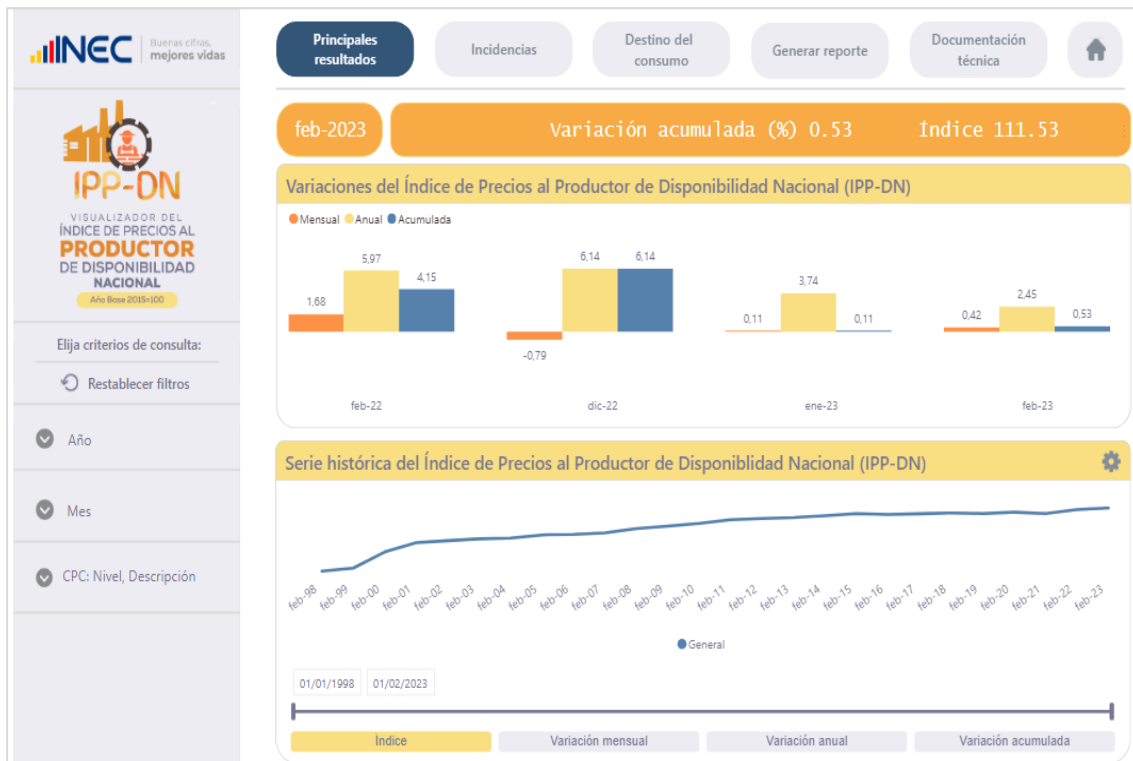 INEC
Buenas cifras,
mejores vidas
Principales
resultados
Incidencias
Destino del
consumo
Generar reporte
Documentación
técnica
IPP-DN
VISUALIZADOR DEL
ÍNDICE DE PRECIOS AL
PRODUCTOR
DE DISPONIBILIDAD
NACIONAL
Año Base 2015=100
Elija criterios de consulta:
Restablecer filtros
Año
Mes
CPC: Nivel, Descripción
feb-2023
Variación acumulada (%) 0.53 Índice 111.53
Variaciones del Índice de Precios al Productor de Disponibilidad Nacional (IPP-DN)
Mensual Anual Acumulada
1,68 5,97 4,15
-0,79 6,14 6,14
0,11 3,74 0,11
0,42 2,45 0,53
feb-22 dic-22 ene-23 feb-23
Serie histórica del Índice de Precios al Productor de Disponiblidad Nacional (IPP-DN)
feb-98 feb-99 feb-00 feb-01 feb-02 feb-03 feb-04 feb-05 feb-06 feb-07 feb-08 feb-09 feb-10 feb-11 feb-12 feb-13 feb-14 feb-15 feb-16 feb-17 feb-18 feb-19 feb-20 feb-21 feb-22 feb-23
General
01/01/1998 01/02/2023
Índice Variación mensual Variación anual Variación acumulada